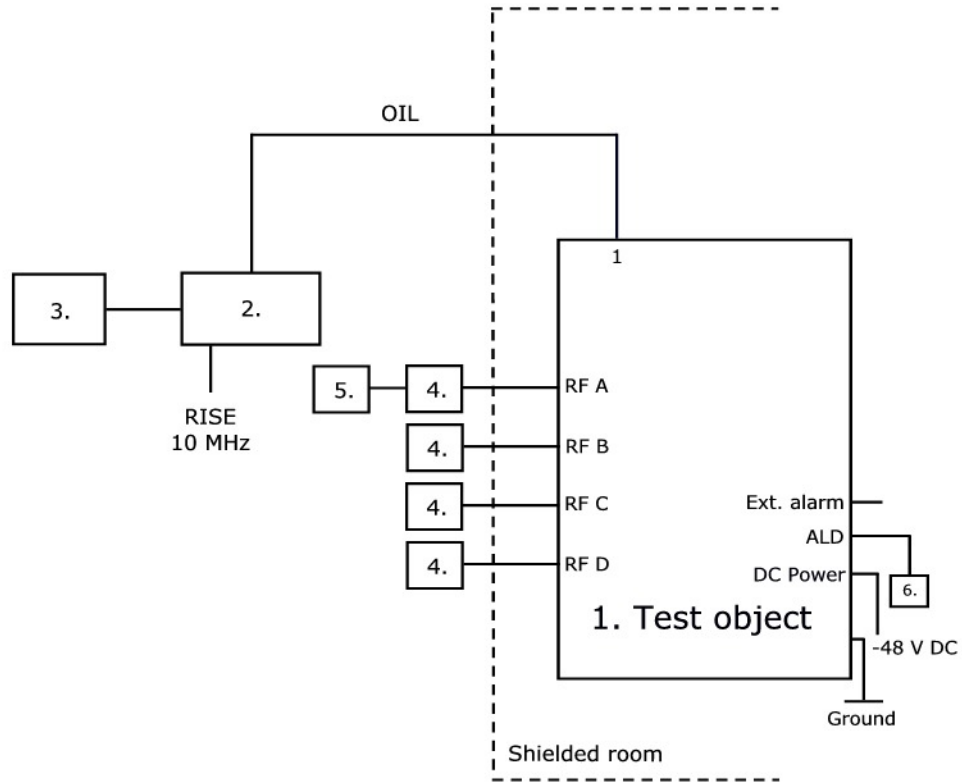 OIL
1
3.
2.
RISE
10 MHz
5.
4.
RF A
4.
RF B
4.
RF C
4.
RF D
Ext. alarm
ALD
DC Power
6.
1. Test object
-48 V DC
Ground
Shielded room